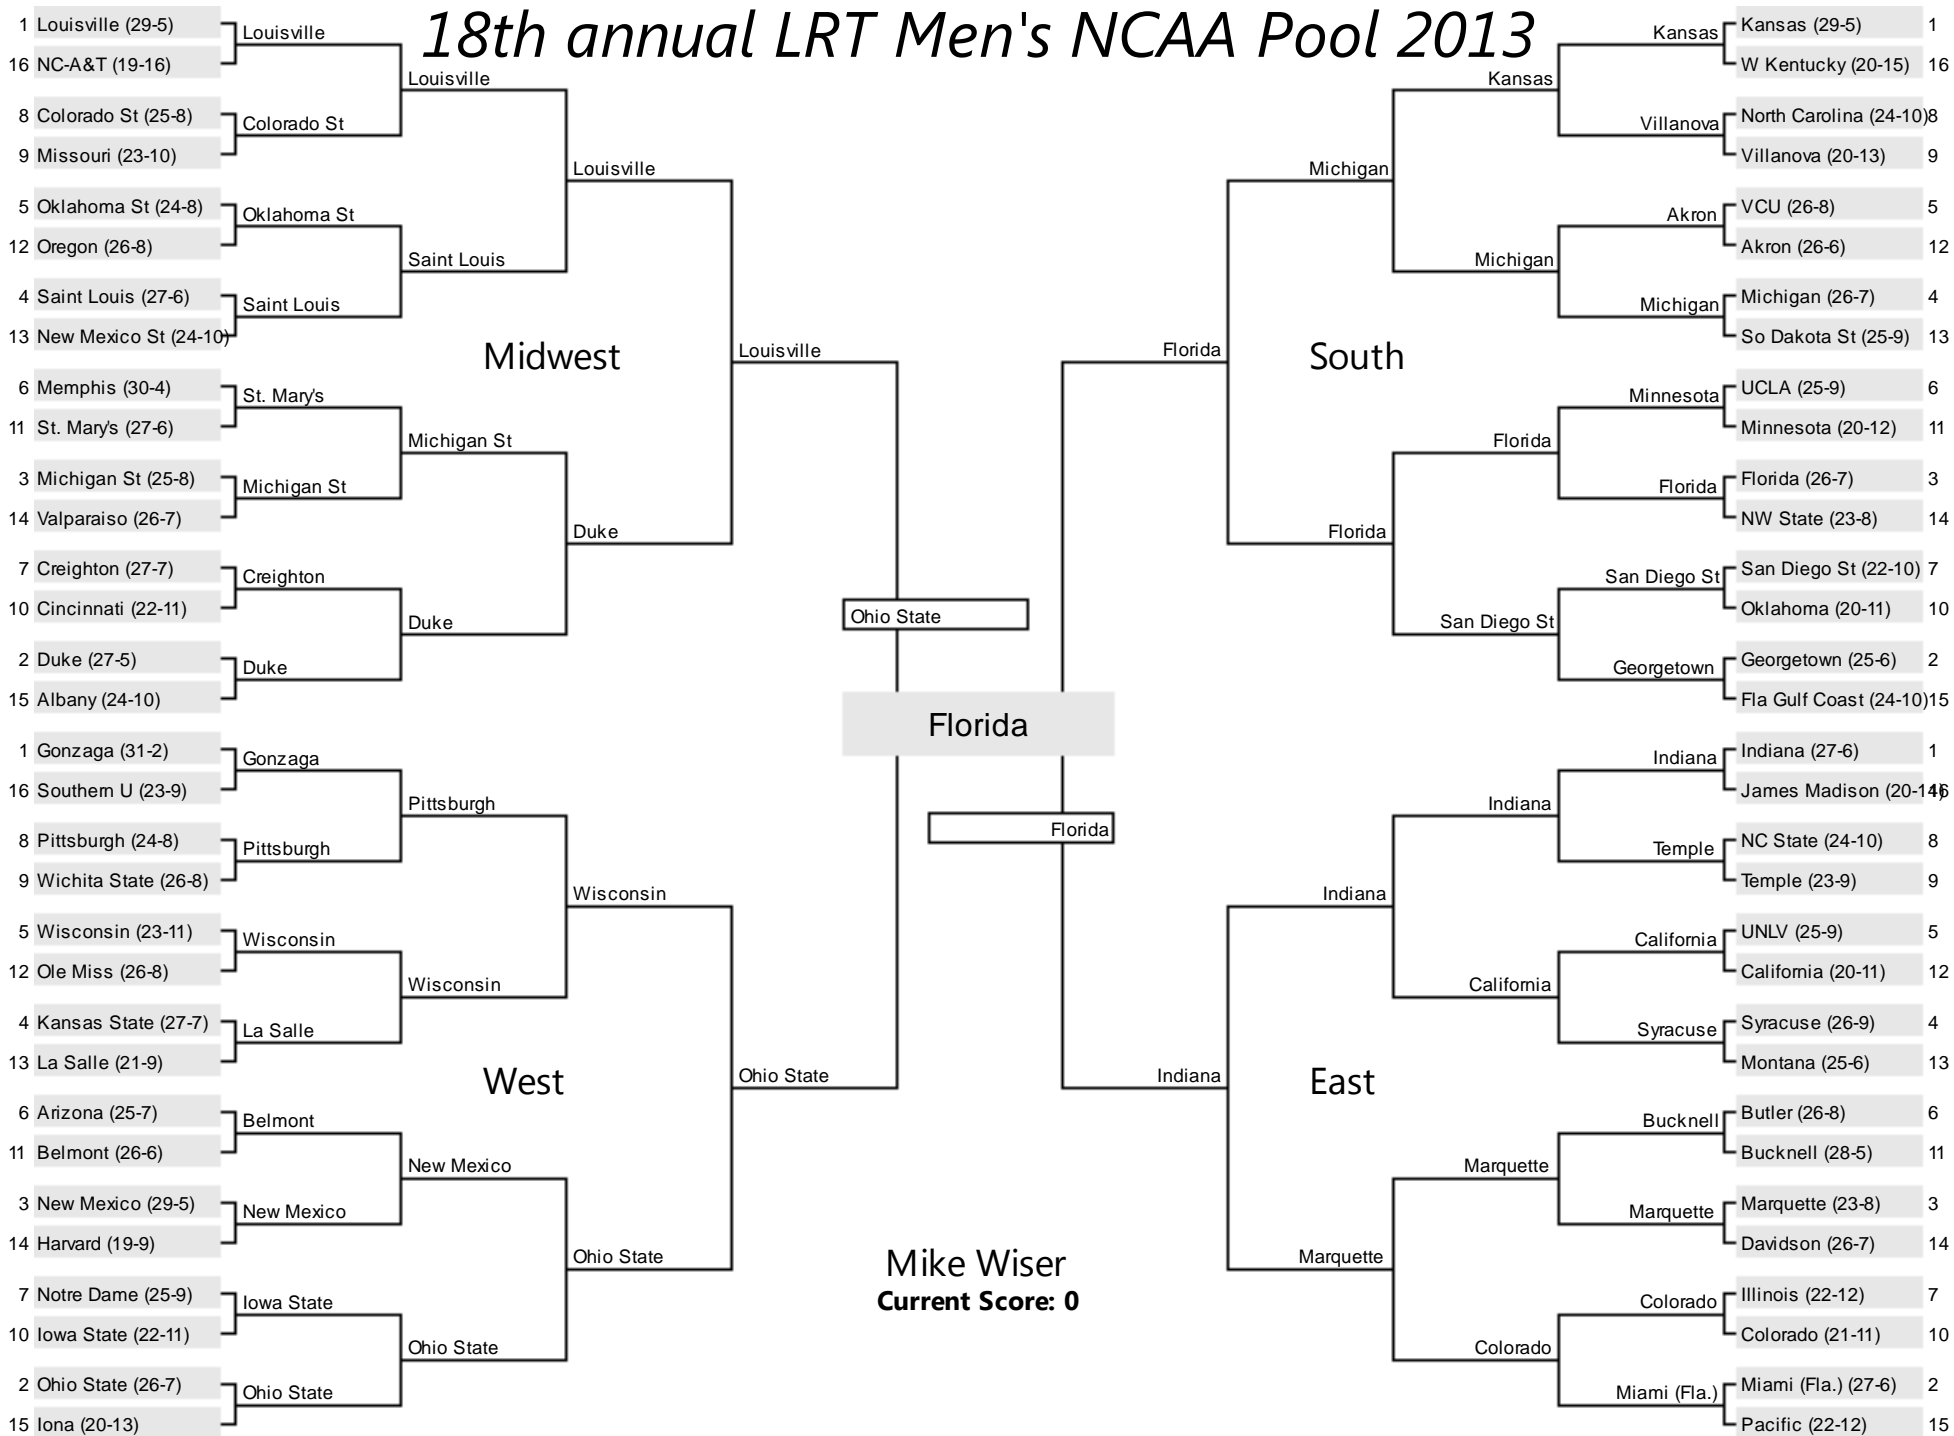 18th annual LRT Men's NCAA Pool 2013
1 Louisville (29-5)
16 NC-A&T (19-16)
8 Colorado St (25-8)
9 Missouri (23-10)
5 Oklahoma St (24-8)
12 Oregon (26-8)
4 Saint Louis (27-6)
13 New Mexico St (24-10)
6 Memphis (30-4)
11 St. Mary's (27-6)
3 Michigan St (25-8)
14 Valparaiso (26-7)
7 Creighton (27-7)
10 Cincinnati (22-11)
2 Duke (27-5)
15 Albany (24-10)
Louisville
Colorado St
Oklahoma St
Saint Louis
St. Mary's
Michigan St
Creighton
Duke
Louisville
Saint Louis
Michigan St
Duke
Louisville
Duke
Midwest
Louisville
1 Gonzaga (31-2)
16 Southern U (23-9)
8 Pittsburgh (24-8)
9 Wichita State (26-8)
5 Wisconsin (23-11)
12 Ole Miss (26-8)
4 Kansas State (27-7)
13 La Salle (21-9)
6 Arizona (25-7)
11 Belmont (26-6)
3 New Mexico (29-5)
14 Harvard (19-9)
7 Notre Dame (25-9)
10 Iowa State (22-11)
2 Ohio State (26-7)
15 Iona (20-13)
Gonzaga
Pittsburgh
Wisconsin
La Salle
Belmont
New Mexico
Iowa State
Ohio State
Pittsburgh
Wisconsin
New Mexico
Ohio State
Wisconsin
Ohio State
West
Ohio State
Ohio State
Florida
Florida
Mike Wiser
Current Score: 0
Florida
South
Michigan
Florida
Kansas
Michigan
Florida
San Diego St
Kansas
Villanova
Akron
Michigan
Minnesota
Florida
San Diego St
Georgetown
Kansas (29-5) 1
W Kentucky (20-15) 16
North Carolina (24-10) 8
Villanova (20-13) 9
VCU (26-8) 5
Akron (26-6) 12
Michigan (26-7) 4
So Dakota St (25-9) 13
UCLA (25-9) 6
Minnesota (20-12) 11
Florida (26-7) 3
NW State (23-8) 14
San Diego St (22-10) 7
Oklahoma (20-11) 10
Georgetown (25-6) 2
Fla Gulf Coast (24-10) 15
Indiana
East
Indiana
Marquette
Indiana
California
Marquette
Colorado
Indiana
Temple
California
Syracuse
Bucknell
Marquette
Colorado
Miami (Fla.)
Indiana (27-6) 1
James Madison (20-14) 16
NC State (24-10) 8
Temple (23-9) 9
UNLV (25-9) 5
California (20-11) 12
Syracuse (26-9) 4
Montana (25-6) 13
Butler (26-8) 6
Bucknell (28-5) 11
Marquette (23-8) 3
Davidson (26-7) 14
Illinois (22-12) 7
Colorado (21-11) 10
Miami (Fla.) (27-6) 2
Pacific (22-12) 15